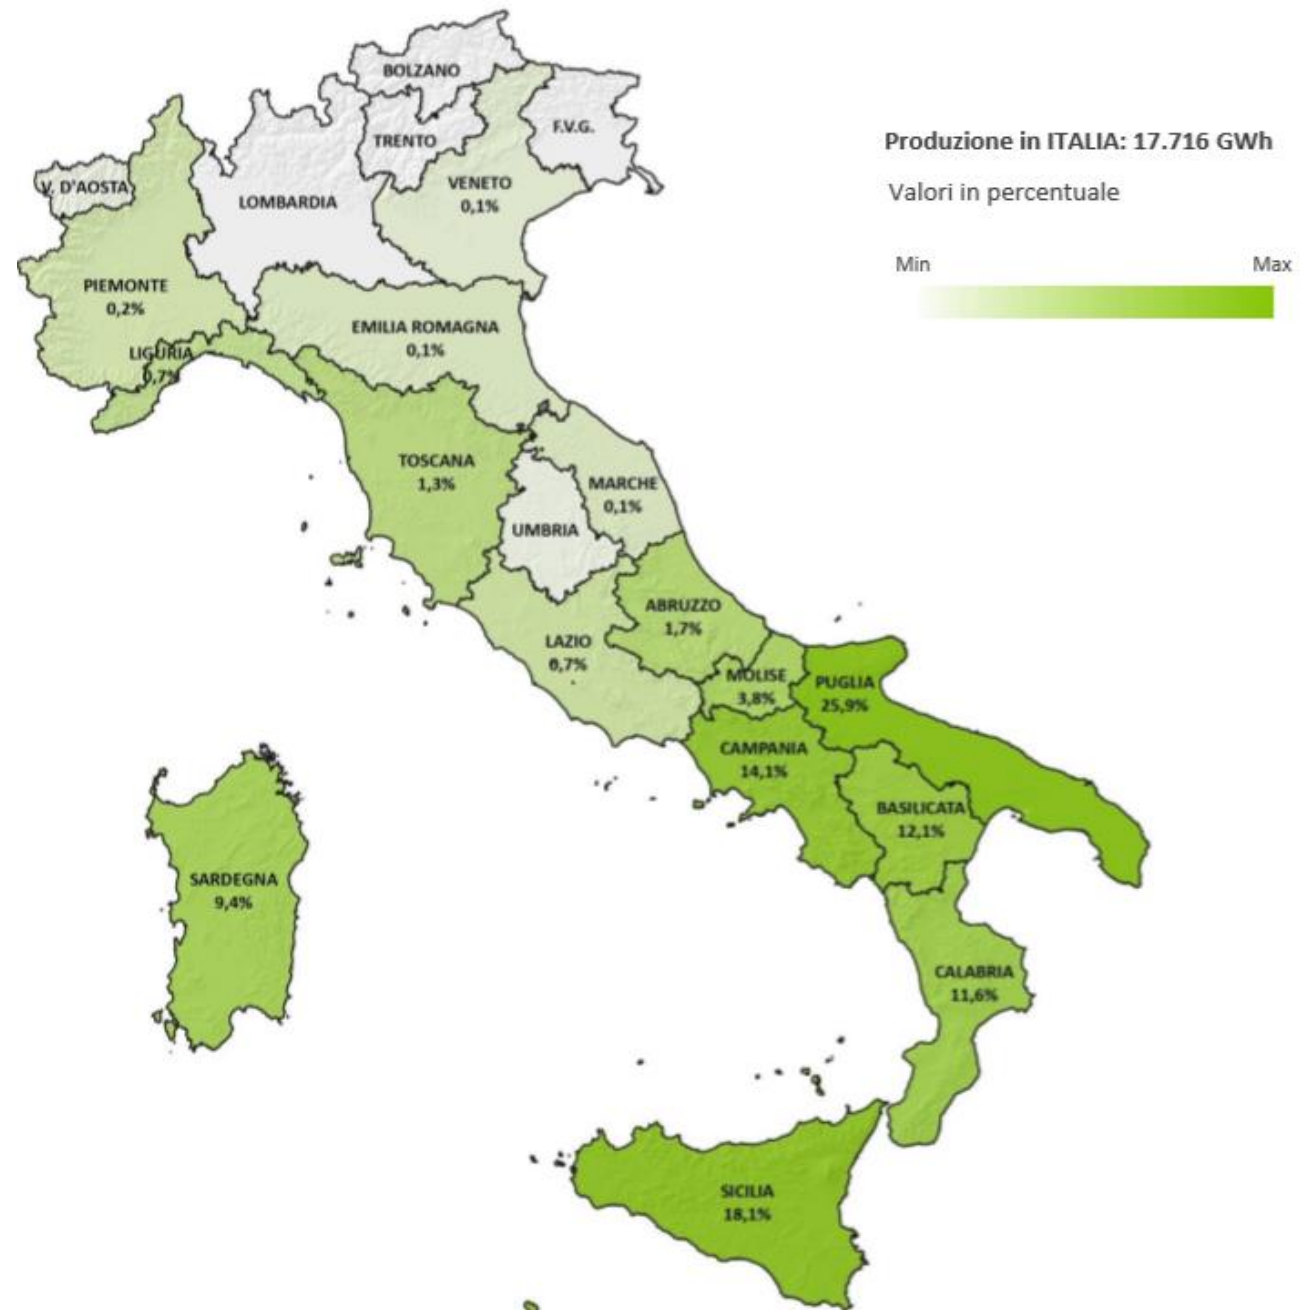 BOLZANO
TRENTO
F.V.G.
Produzione in ITALIA: 17.716 GWh
Valori in percentuale
Min
Max
V. D'AOSTA
LOMBARDIA
VENETO
0,1%
PIEMONTE
0,2%
LIGURIA
0,7%
EMILIA ROMAGNA
0,1%
TOSCANA
1,3%
MARCHE
0,1%
UMBRIA
ABRUZZO
1,7%
LAZIO
0,7%
MOLISE
3,8%
PUGLIA
25,9%
CAMPANIA
14,1%
BASILICATA
12,1%
SARDEGNA
9,4%
CALABRIA
11,6%
SICILIA
18,1%